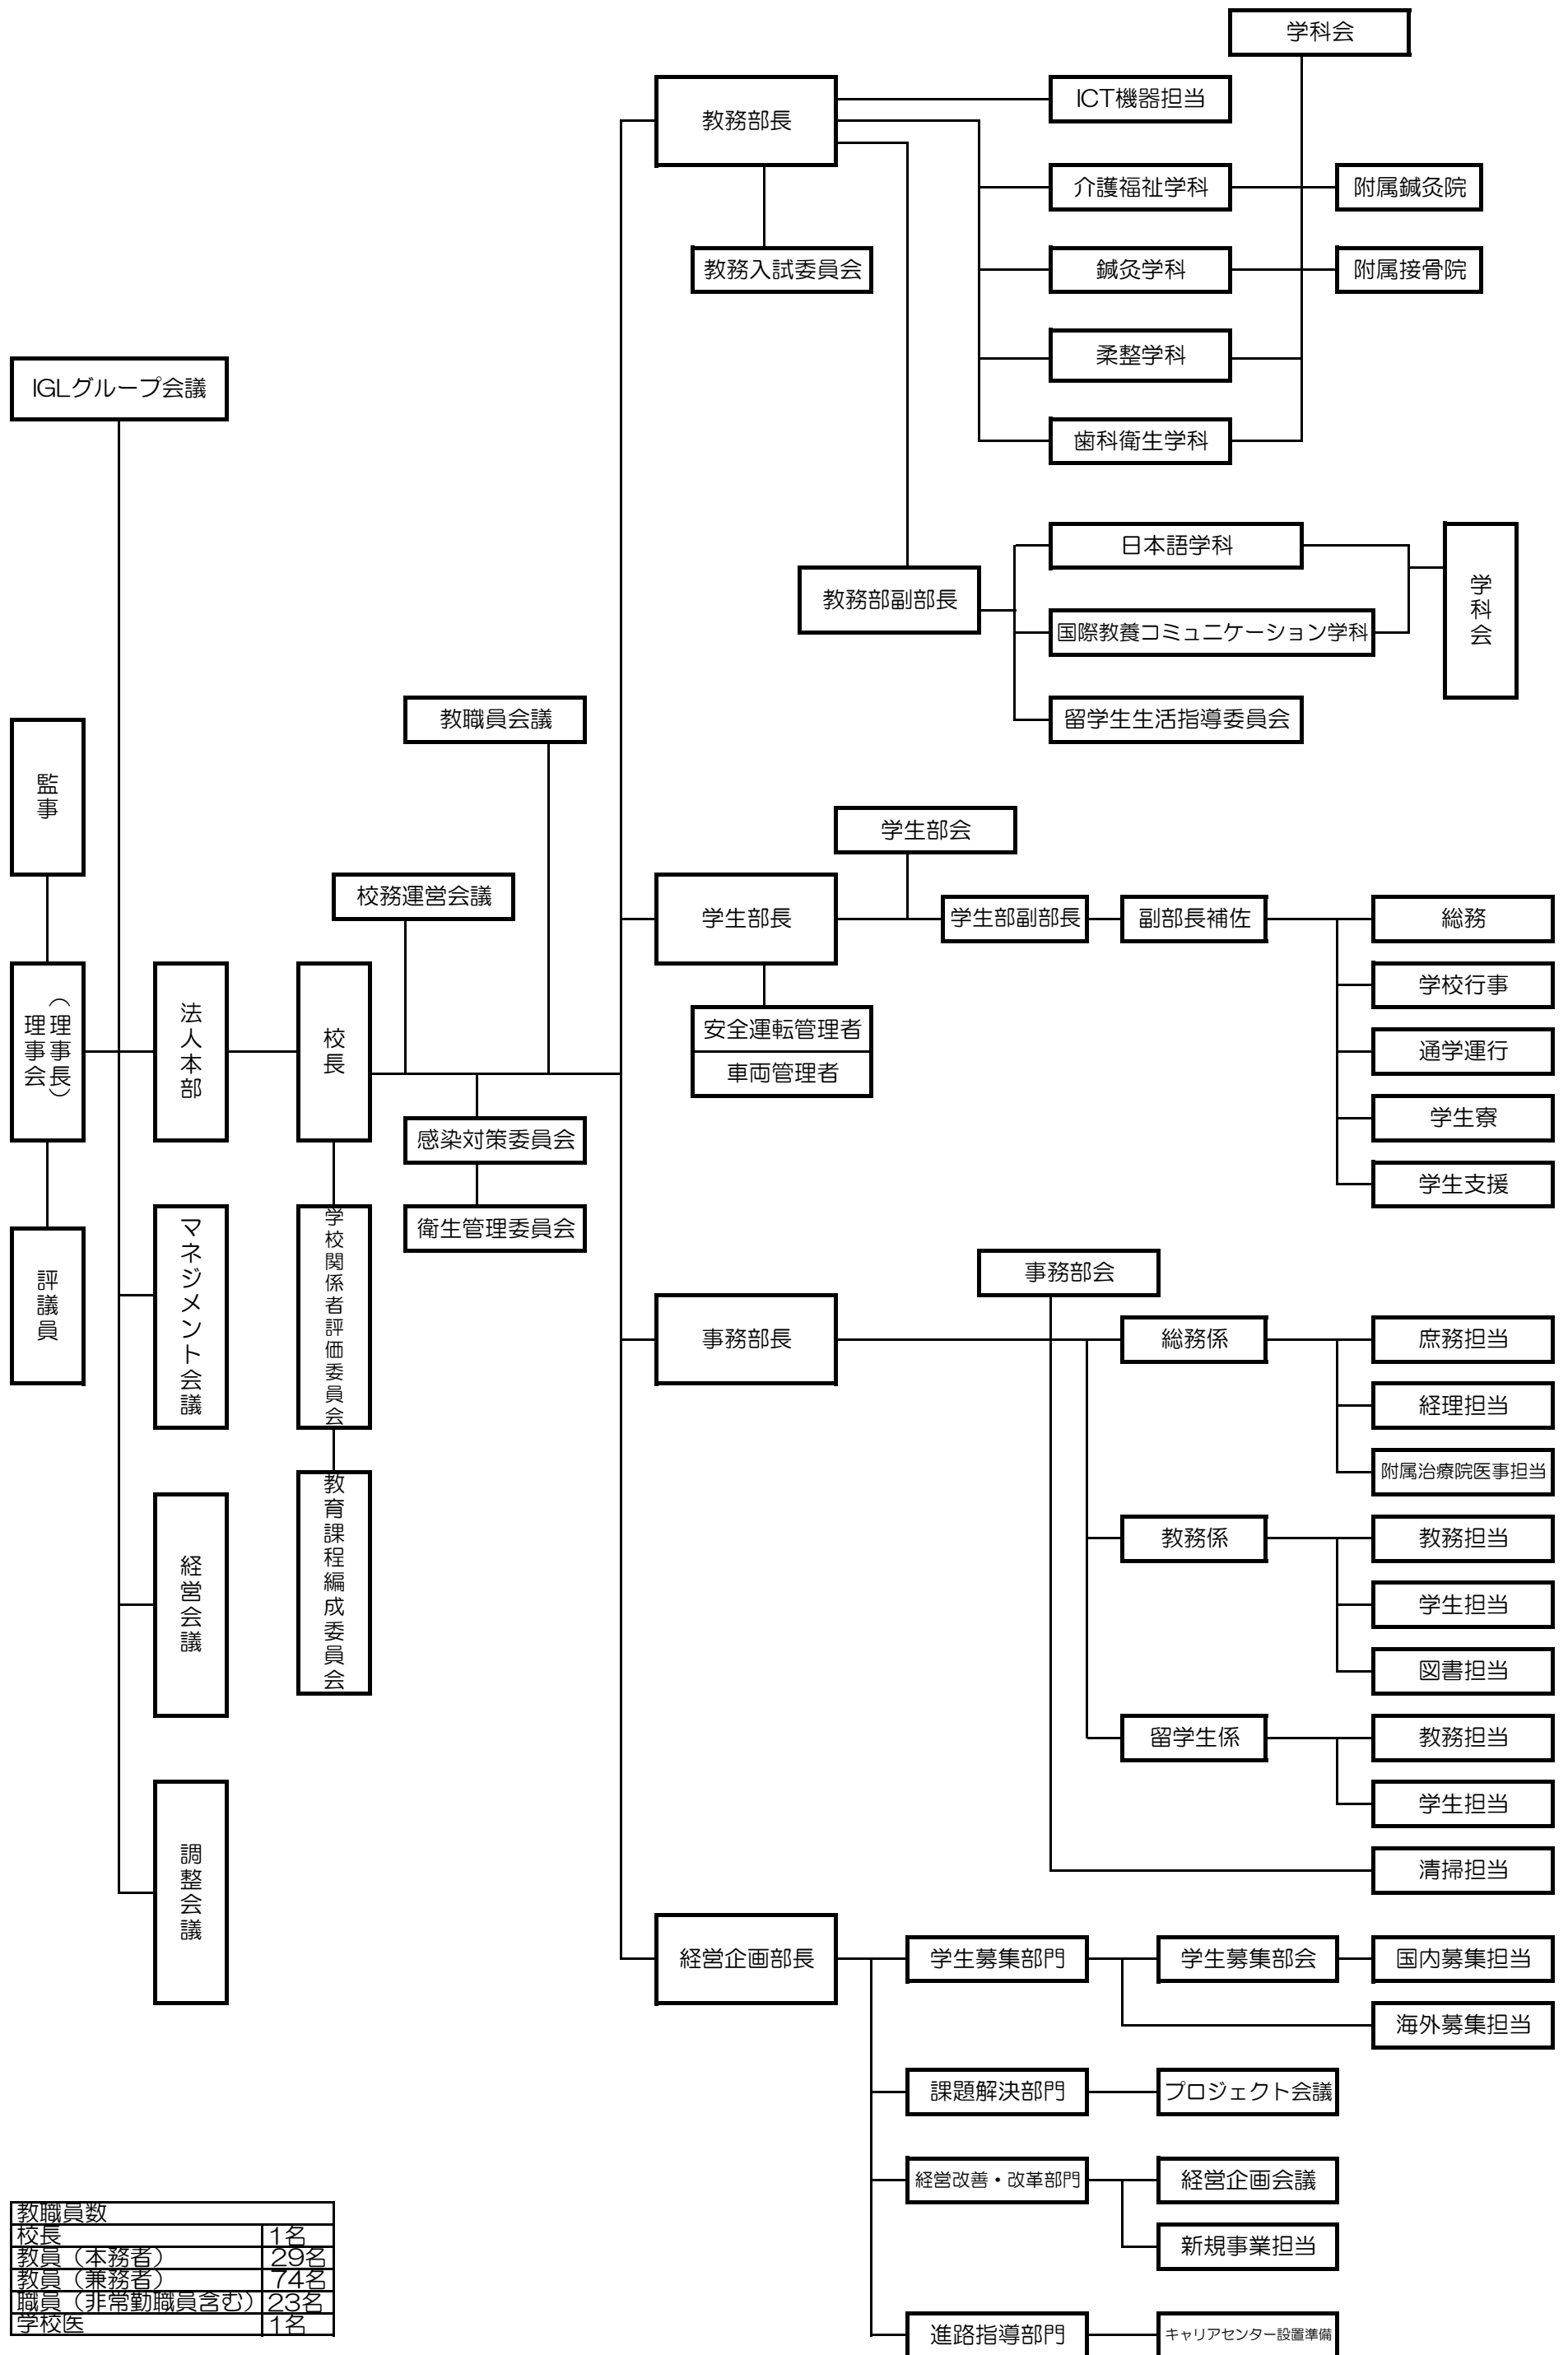 学科会
教務部長
ICT機器担当
介護福祉学科
附属鍼灸院
教務入試委員会
鍼灸学科
附属接骨院
柔整学科
IGLグループ会議
歯科衛生学科
日本語学科
教務部副部長
国際教養コミュニケーション学科
学科会
留学生生活指導委員会
教職員会議
監事
学生部会
校務運営会議
学生部長
学生部副部長
副部長補佐
総務
学校行事
安全運転管理者
車両管理者
通学運行
学生寮
学生支援
（理事長）
理事会
法人本部
校長
感染対策委員会
衛生管理委員会
評議員
マネジメント会議
学校関係者評価委員会
事務部会
事務部長
総務係
庶務担当
経理担当
附属治療院医事担当
教育課程編成委員会
経営会議
教務係
教務担当
学生担当
図書担当
留学生係
教務担当
学生担当
調整会議
清掃担当
経営企画部長
学生募集部門
学生募集部会
国内募集担当
海外募集担当
課題解決部門
プロジェクト会議
経営改善・改革部門
経営企画会議
新規事業担当
進路指導部門
キャリアセンター設置準備
教職員数
校長 1名
教員（本務者） 29名
教員（兼務者） 74名
職員（非常勤職員含む） 23名
学校医 1名